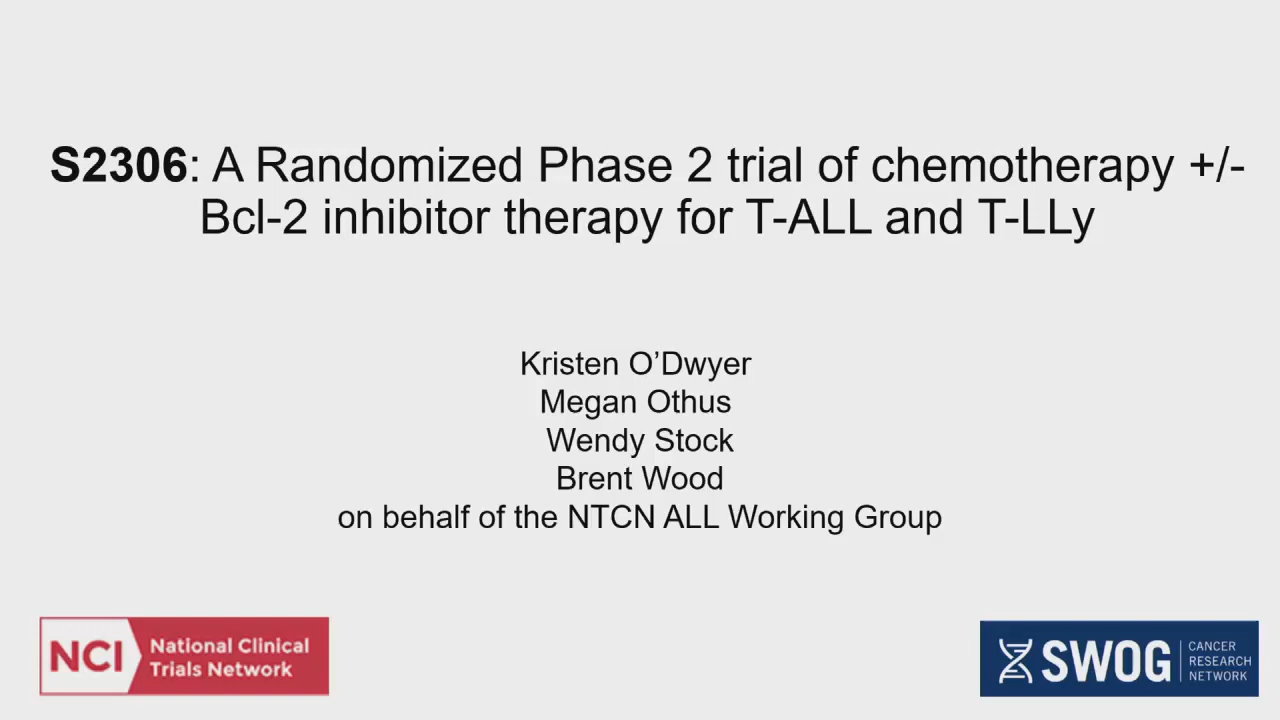 S2306: A Randomized Phase 2 trial of chemotherapy +/-
Bcl-2 inhibitor therapy for T-ALL and T-LLy
Kristen O’Dwyer
Megan Othus
Wendy Stock
Brent Wood
on behalf of the NTCN ALL Working Group
NCI
National Clinical
Trials Network
SWOG
CANCER
RESEARCH
NETWORK